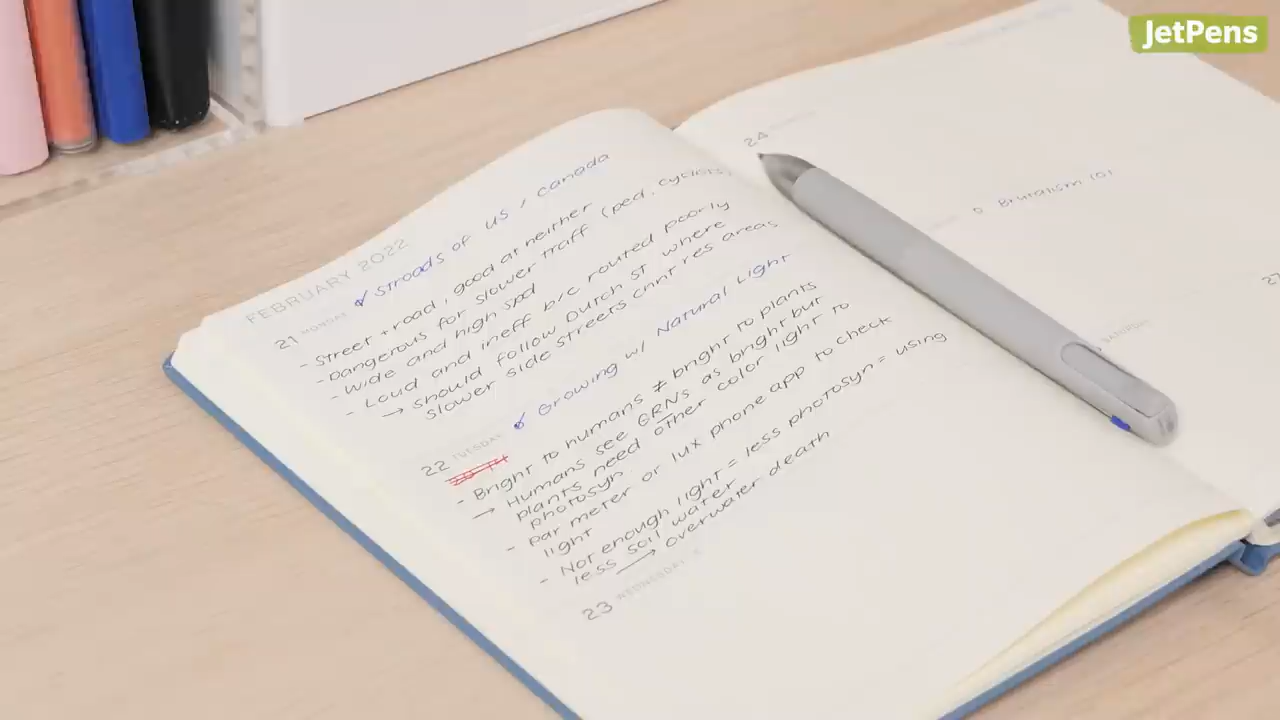 JetPens
FEBRUARY 2022
21 MONDAY
Stroads of US / Canada
- Street + road, good at neither
- Dangerous for slower traff (ped, cyclists)
- Wide and high spd
- Loud and ineff b/c routed poorly
→ Should follow Dutch st where
slower side streets cnnt res areas
22 TUESDAY
Growing w/ Natural Light
- Bright to humans ≠ bright to plants
→ Humans see GRNs as bright but
plants need other color light to
photosyn.
- Par meter or lux phone app to check
light
- Not enough light = less photosyn = using
less soil water
→ overwater death
23 WEDNESDAY
24
Brutalism 101
SATURDAY
27